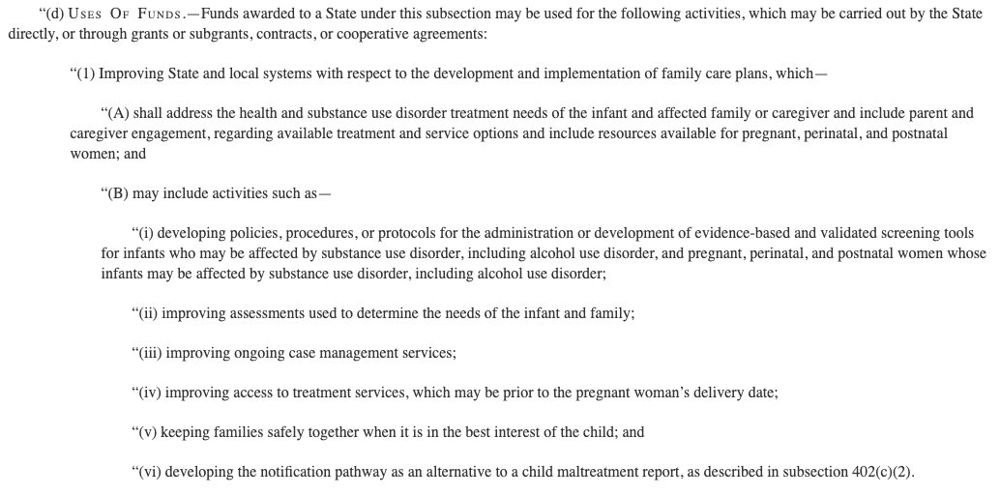 “(d) USES OF FUNDS.—Funds awarded to a State under this subsection may be used for the following activities, which may be carried out by the State
directly, or through grants or subgrants, contracts, or cooperative agreements:
“(1) Improving State and local systems with respect to the development and implementation of family care plans, which—
“(A) shall address the health and substance use disorder treatment needs of the infant and affected family or caregiver and include parent and
caregiver engagement, regarding available treatment and service options and include resources available for pregnant, perinatal, and postnatal
women; and
“(B) may include activities such as—
“(i) developing policies, procedures, or protocols for the administration or development of evidence-based and validated screening tools
for infants who may be affected by substance use disorder, including alcohol use disorder, and pregnant, perinatal, and postnatal women whose
infants may be affected by substance use disorder, including alcohol use disorder;
“(ii) improving assessments used to determine the needs of the infant and family;
“(iii) improving ongoing case management services;
“(iv) improving access to treatment services, which may be prior to the pregnant woman’s delivery date;
“(v) keeping families safely together when it is in the best interest of the child; and
“(vi) developing the notification pathway as an alternative to a child maltreatment report, as described in subsection 402(c)(2).